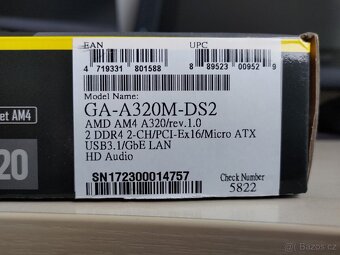 EAN
UPC
4 719331 801588
8 89523 00952 9
Model Name:
GA-A320M-DS2
AMD AM4 A320/rev.1.0
2 DDR4 2-CH/PCI-Ex16/Micro ATX
USB3.1/GbE LAN
HD Audio
SN172300014757
Check Number
5822
et AM4
20
Bazoš.cz